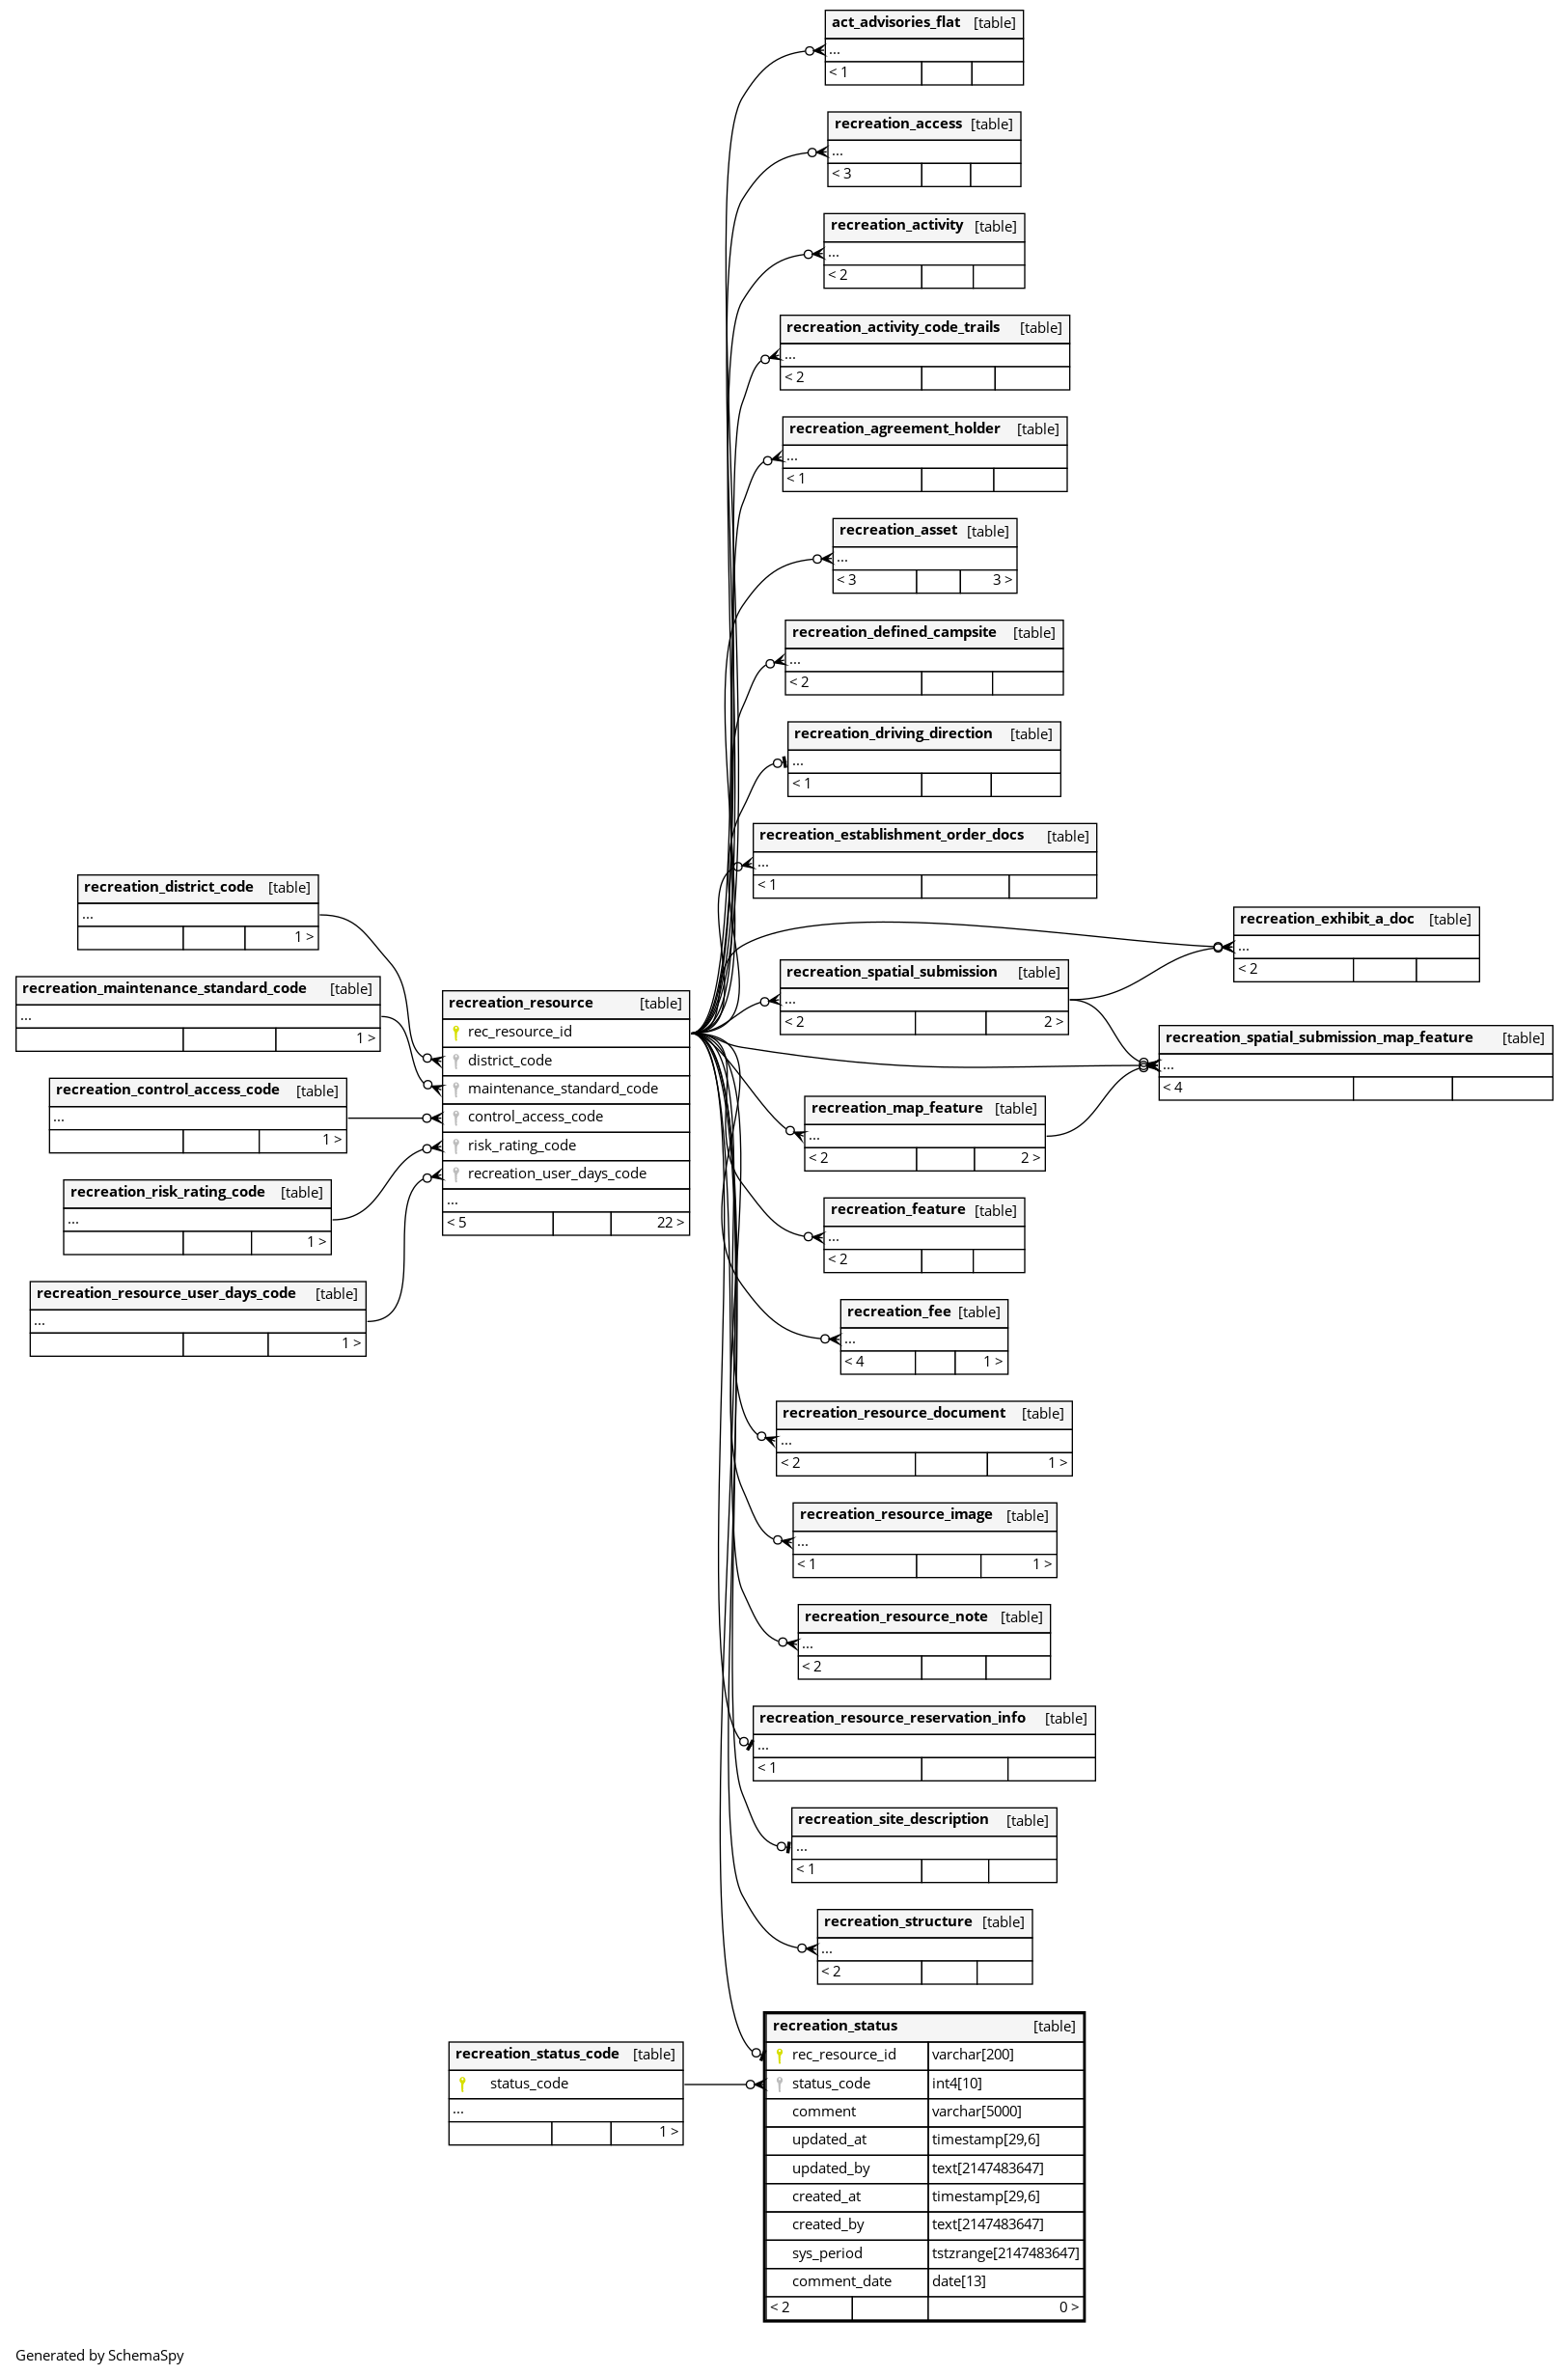 act_advisories_flat [table]
...
< 1
recreation_access [table]
...
< 3
recreation_activity [table]
...
< 2
recreation_activity_code_trails [table]
...
< 2
recreation_agreement_holder [table]
...
< 1
recreation_asset [table]
...
< 3 3 >
recreation_defined_campsite [table]
...
< 2
recreation_driving_direction [table]
...
< 1
recreation_establishment_order_docs [table]
...
< 1
recreation_exhibit_a_doc [table]
...
< 2
recreation_spatial_submission [table]
...
< 2 2 >
recreation_spatial_submission_map_feature [table]
...
< 4
recreation_map_feature [table]
...
< 2 2 >
recreation_feature [table]
...
< 2
recreation_fee [table]
...
< 4 1 >
recreation_resource_document [table]
...
< 2 1 >
recreation_resource_image [table]
...
< 1 1 >
recreation_resource_note [table]
...
< 2
recreation_resource_reservation_info [table]
...
< 1
recreation_site_description [table]
...
< 1
recreation_structure [table]
...
< 2
recreation_district_code [table]
...
1 >
recreation_maintenance_standard_code [table]
...
1 >
recreation_control_access_code [table]
...
1 >
recreation_risk_rating_code [table]
...
1 >
recreation_resource_user_days_code [table]
...
1 >
recreation_resource [table]
rec_resource_id
district_code
maintenance_standard_code
control_access_code
risk_rating_code
recreation_user_days_code
...
< 5 22 >
recreation_status_code [table]
status_code
...
1 >
recreation_status [table]
rec_resource_id varchar[200]
status_code int4[10]
comment varchar[5000]
updated_at timestamp[29,6]
updated_by text[2147483647]
created_at timestamp[29,6]
created_by text[2147483647]
sys_period tstzrange[2147483647]
comment_date date[13]
< 2 0 >
Generated by SchemaSpy